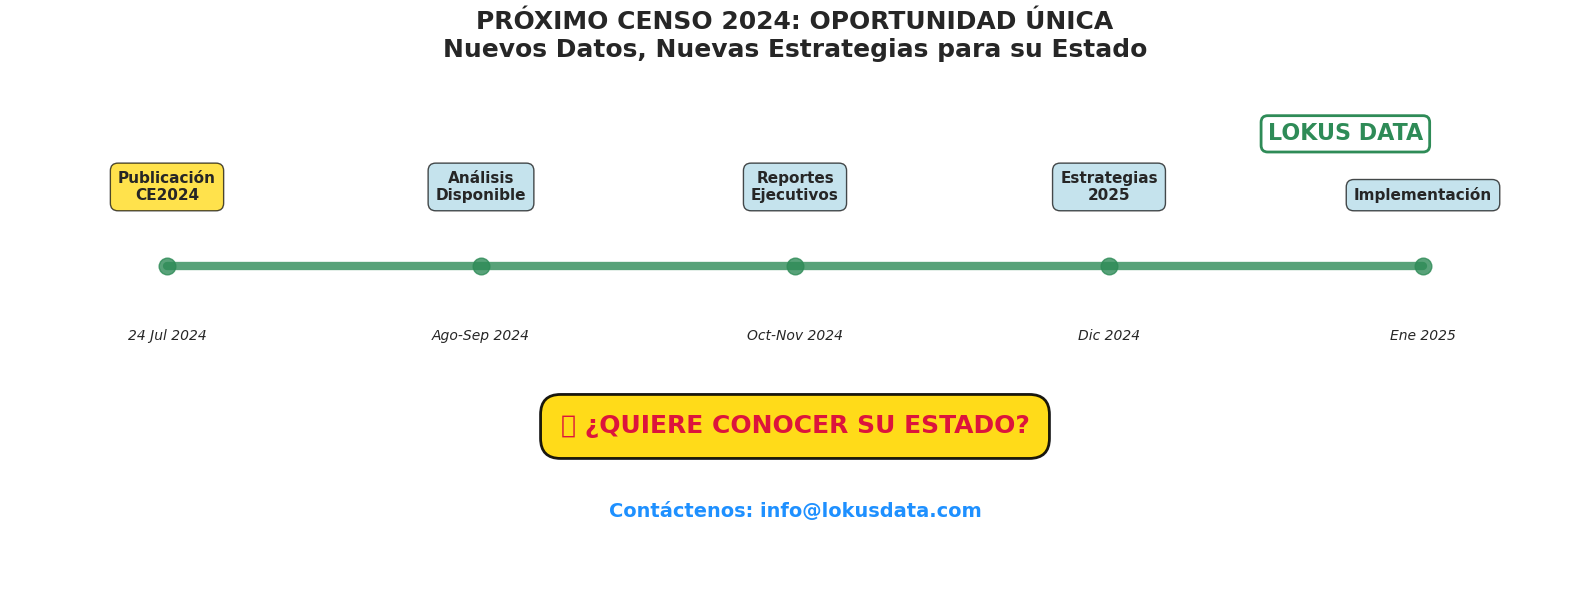 PRÓXIMO CENSO 2024: OPORTUNIDAD ÚNICA
Nuevos Datos, Nuevas Estrategias para su Estado
LOKUS DATA
Publicación
CE2024
Análisis
Disponible
Reportes
Ejecutivos
Estrategias
2025
Implementación
24 Jul 2024
Ago-Sep 2024
Oct-Nov 2024
Dic 2024
Ene 2025
¿QUIERE CONOCER SU ESTADO?
Contáctenos: info@lokusdata.com